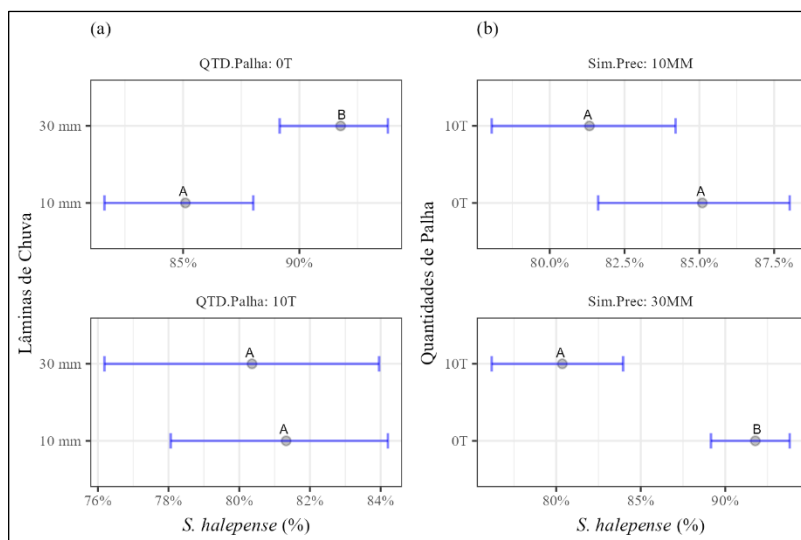 (a)
(b)
QTD.Palha: 0T
Sim.Prec: 10MM
30 mm
B
10T
A
10 mm
A
0T
A
85%
90%
80.0%
82.5%
85.0%
87.5%
Lâminas de Chuva
Quantidades de Palha
QTD.Palha: 10T
Sim.Prec: 30MM
30 mm
A
10T
A
10 mm
A
0T
B
76%
78%
80%
82%
84%
80%
90%
S. halepense (%)
S. halepense (%)